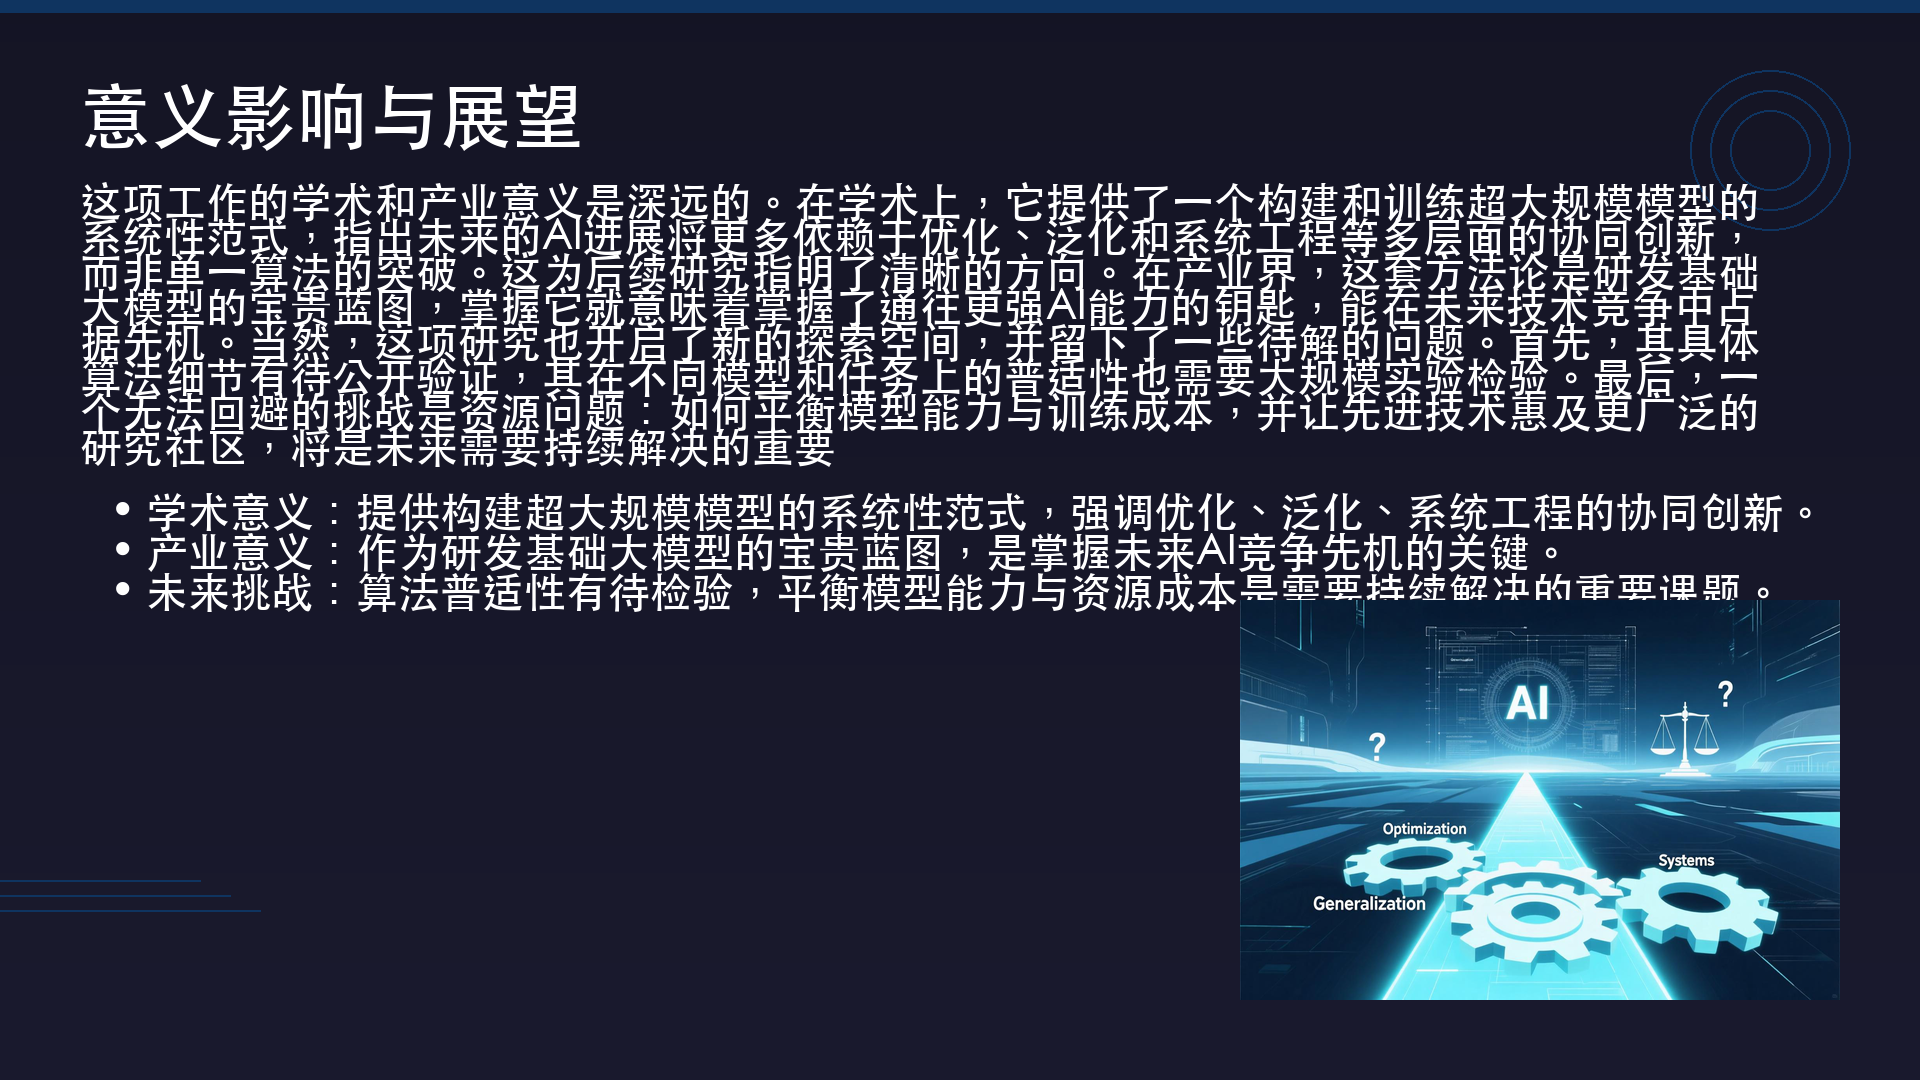 意义影响与展望
这项工作的学术和产业意义是深远的。在学术上，它提供了一个构建和训练超大规模模型的
系统性范式，指出未来的AI进展将更多依赖于优化、泛化和系统工程等多层面的协同创新，
而非单一算法的突破。这为后续研究指明了清晰的方向。在产业界，这套方法论是研发基础
大模型的宝贵蓝图，掌握它就意味着掌握了通往更强AI能力的钥匙，能在未来技术竞争中占
据先机。当然，这项研究也开启了新的探索空间，并留下了一些待解的问题。首先，其具体
算法细节有待公开验证，其在不同模型和任务上的普适性也需要大规模实验检验。最后，一
个无法回避的挑战是资源问题：如何平衡模型能力与训练成本，并让先进技术惠及更广泛的
研究社区，将是未来需要持续解决的重要
• 学术意义：提供构建超大规模模型的系统性范式，强调优化、泛化、系统工程的协同创新。
• 产业意义：作为研发基础大模型的宝贵蓝图，是掌握未来AI竞争先机的关键。
• 未来挑战：算法普适性有待检验，平衡模型能力与资源成本是需要持续解决的重要课题。
AI
?
?
Optimization
Systems
Generalization